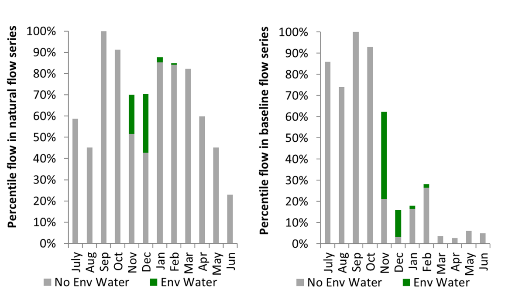 Percentile flow in natural flow series
100%
90%
80%
70%
60%
50%
40%
30%
20%
10%
0%
July
Aug
Sep
Oct
Nov
Dec
Jan
Feb
Mar
Apr
May
Jun
No Env Water
Env Water
Percentile flow in baseline flow series
100%
90%
80%
70%
60%
50%
40%
30%
20%
10%
0%
July
Aug
Sep
Oct
Nov
Dec
Jan
Feb
Mar
Apr
May
Jun
No Env Water
Env Water